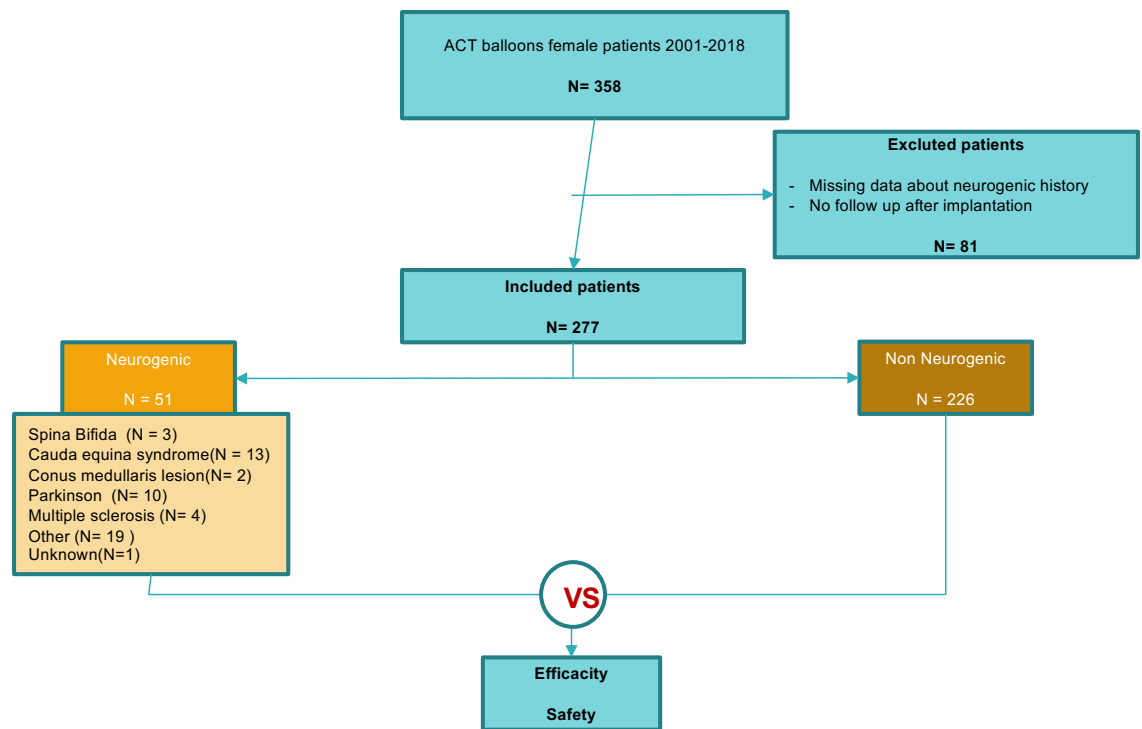 ACT balloons female patients 2001-2018
N= 358
Excluted patients
- Missing data about neurogenic history
- No follow up after implantation
N= 81
Included patients
N= 277
Neurogenic
N = 51
Non Neurogenic
N = 226
Spina Bifida (N = 3)
Cauda equina syndrome(N = 13)
Conus medullaris lesion(N= 2)
Parkinson (N= 10)
Multiple sclerosis (N= 4)
Other (N= 19 )
Unknown(N=1)
VS
Efficacity
Safety